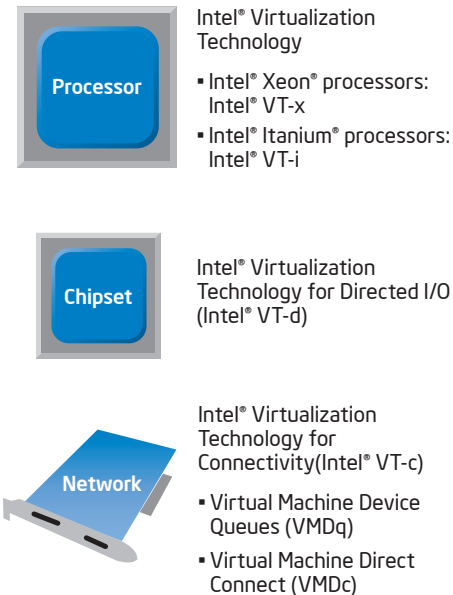 Processor
Intel® Virtualization
Technology
▪ Intel® Xeon® processors:
Intel® VT-x
▪ Intel® Itanium® processors:
Intel® VT-i
Chipset
Intel® Virtualization
Technology for Directed I/O
(Intel® VT-d)
Network
Intel® Virtualization
Technology for
Connectivity(Intel® VT-c)
▪ Virtual Machine Device
Queues (VMDq)
▪ Virtual Machine Direct
Connect (VMDc)